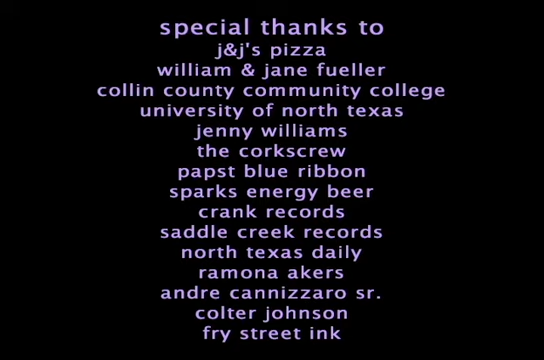 special thanks to
j&j's pizza
william & jane fueller
collin county community college
university of north texas
jenny williams
the corkscrew
papst blue ribbon
sparks energy beer
crank records
saddle creek records
north texas daily
ramona akers
andre cannizzaro sr.
colter johnson
fry street ink